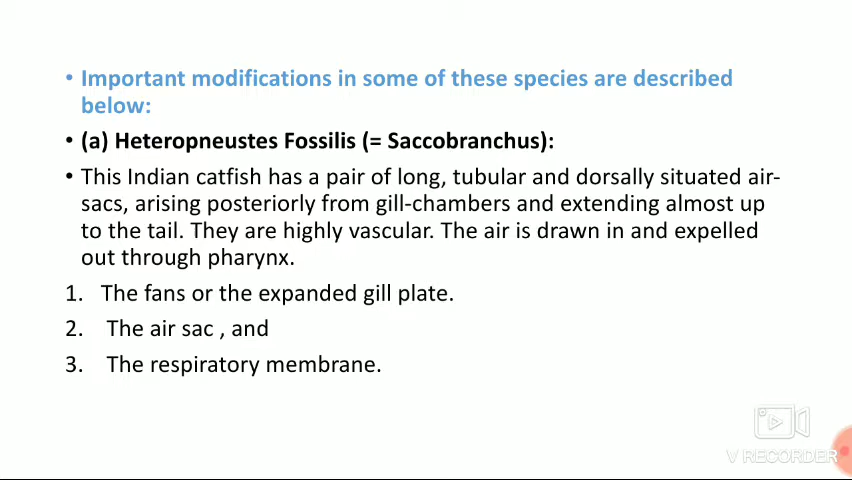 • Important modifications in some of these species are described
below:
• (a) Heteropneustes Fossilis (= Saccobranchus):
• This Indian catfish has a pair of long, tubular and dorsally situated air-
sacs, arising posteriorly from gill-chambers and extending almost up
to the tail. They are highly vascular. The air is drawn in and expelled
out through pharynx.
1. The fans or the expanded gill plate.
2. The air sac , and
3. The respiratory membrane.
V RECORDER